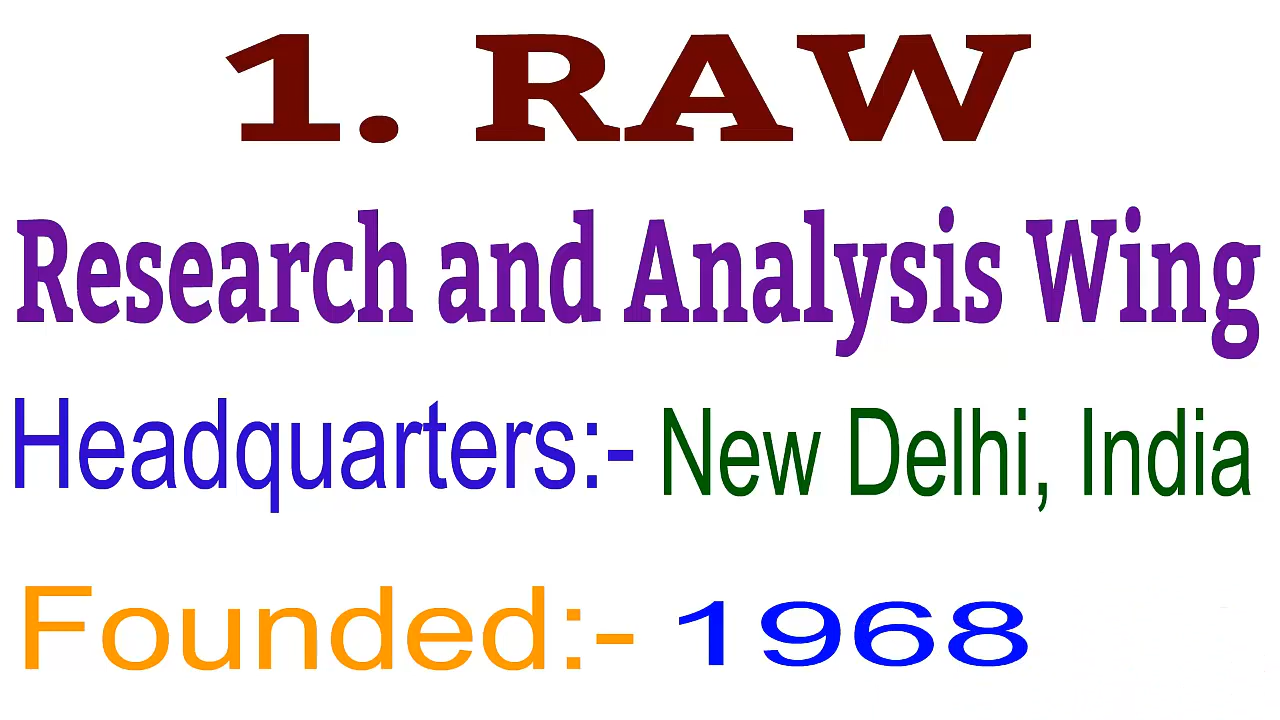 1. RAW
Research and Analysis Wing
Headquarters:- New Delhi, India
Founded:- 1968